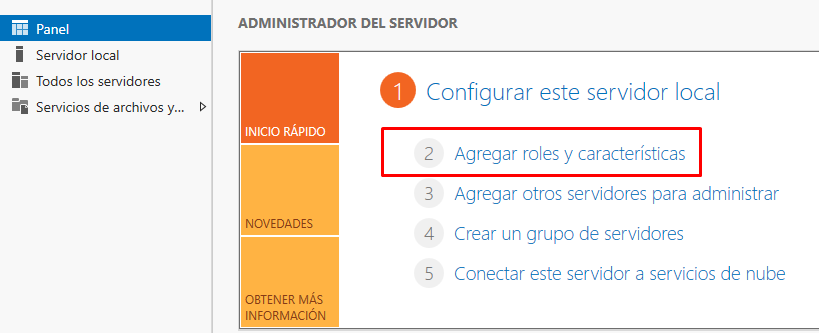 Panel
Servidor local
Todos los servidores
Servicios de archivos y...
ADMINISTRADOR DEL SERVIDOR
INICIO RÁPIDO
NOVEDADES
OBTENER MÁS
INFORMACIÓN
1 Configurar este servidor local
2 Agregar roles y características
3 Agregar otros servidores para administrar
4 Crear un grupo de servidores
5 Conectar este servidor a servicios de nube